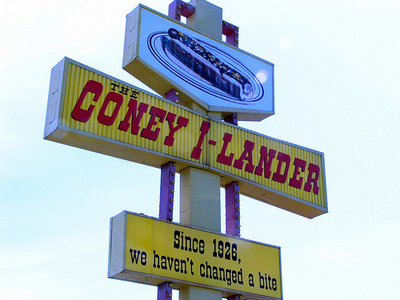 THE
CONEY I-LANDER
Since 1926,
we haven't changed a bite